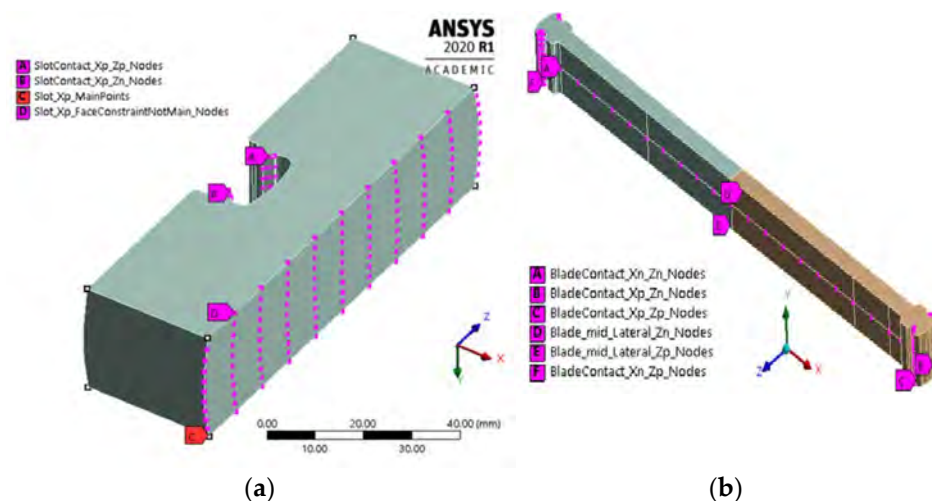 ANSYS
2020 R1
ACADEMIC
A SlotContact_Xp_Zp_Nodes
B SlotContact_Xp_Zn_Nodes
C Slot_Xp_MainPoints
D Slot_Xp_FaceConstraintNotMain_Nodes
A
B
D
C
Z
X
Y
0.00 20.00 40.00 (mm)
10.00 30.00
(a)
A
F
D
E
C
B
A BladeContact_Xn_Zn_Nodes
B BladeContact_Xp_Zn_Nodes
C BladeContact_Xp_Zp_Nodes
D Blade_mid_Lateral_Zn_Nodes
E Blade_mid_Lateral_Zp_Nodes
F BladeContact_Xn_Zp_Nodes
Y
Z
X
(b)